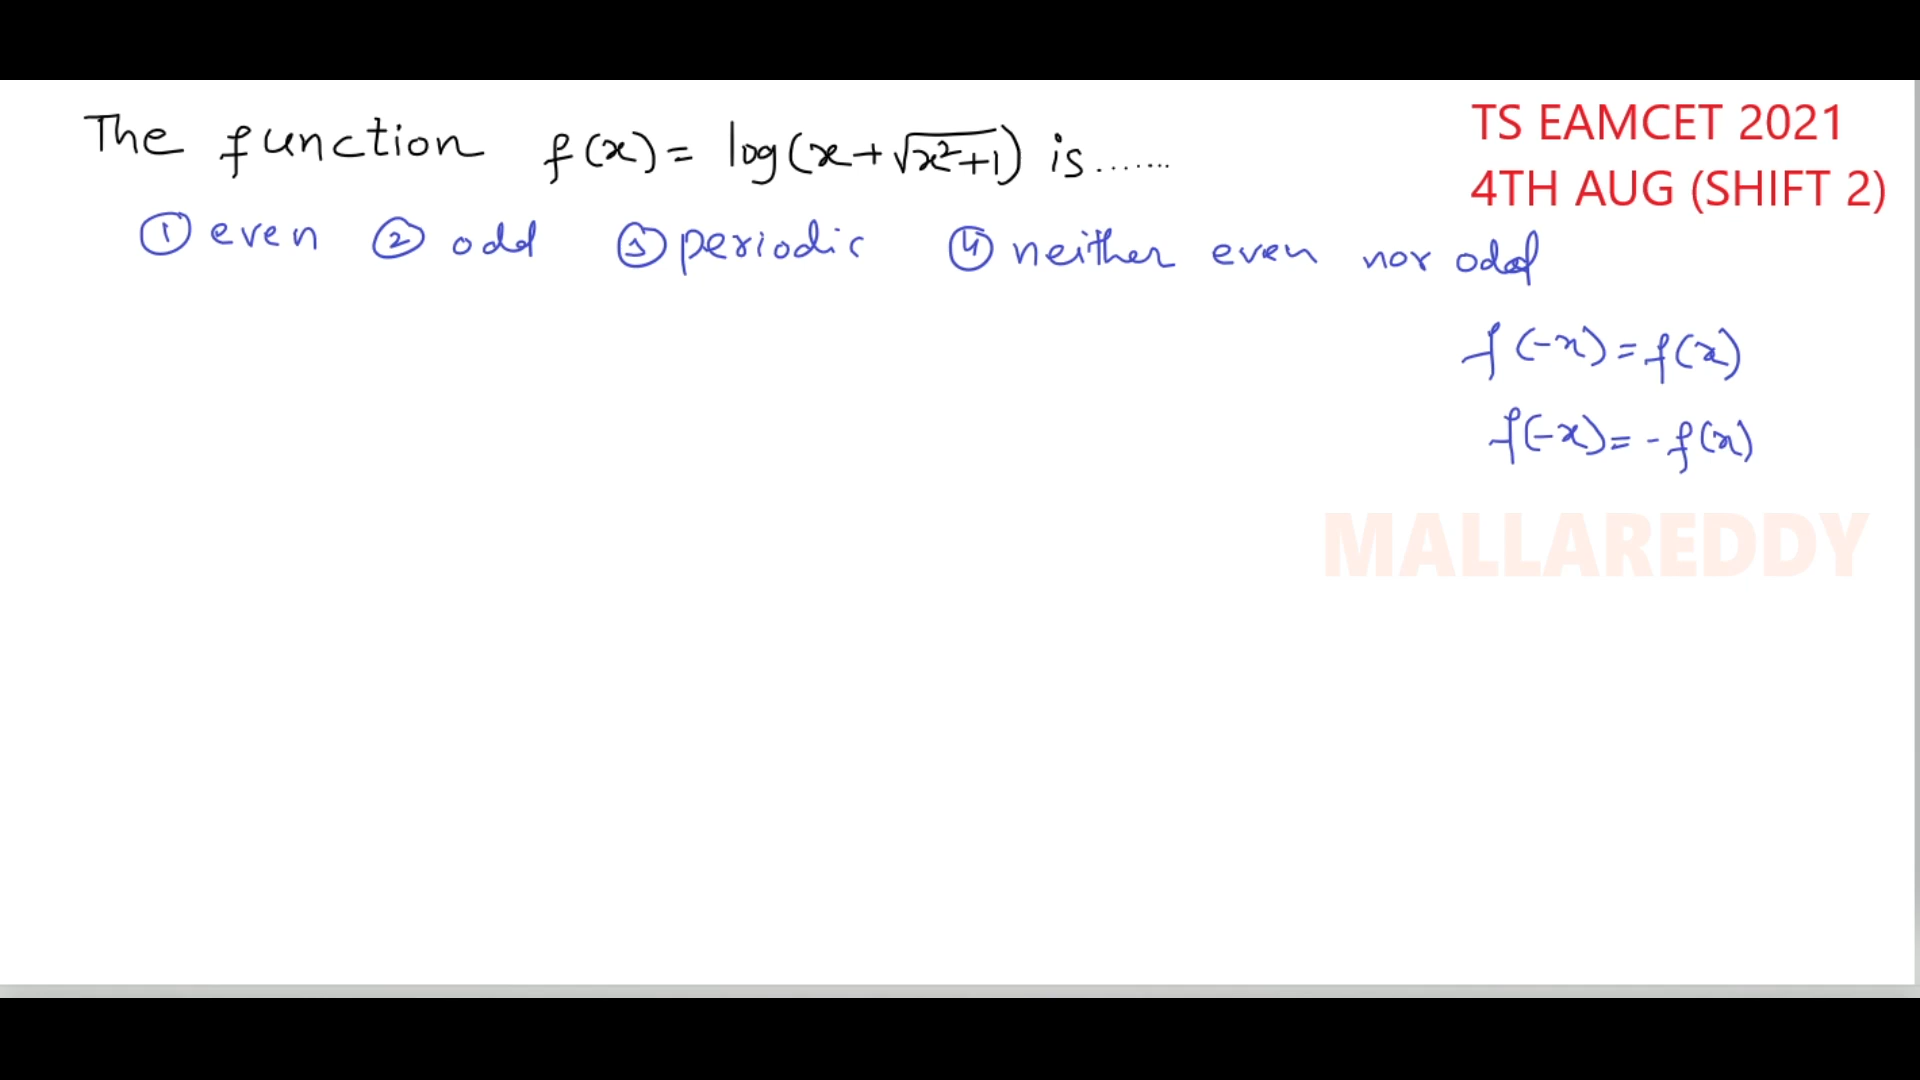 The function f(x) = log(x+√x²+1) is.......
TS EAMCET 2021
4TH AUG (SHIFT 2)
① even ② odd ③ periodic ④ neither even nor odd
f(-x) = f(x)
f(-x) = -f(x)
MALLAREDDY